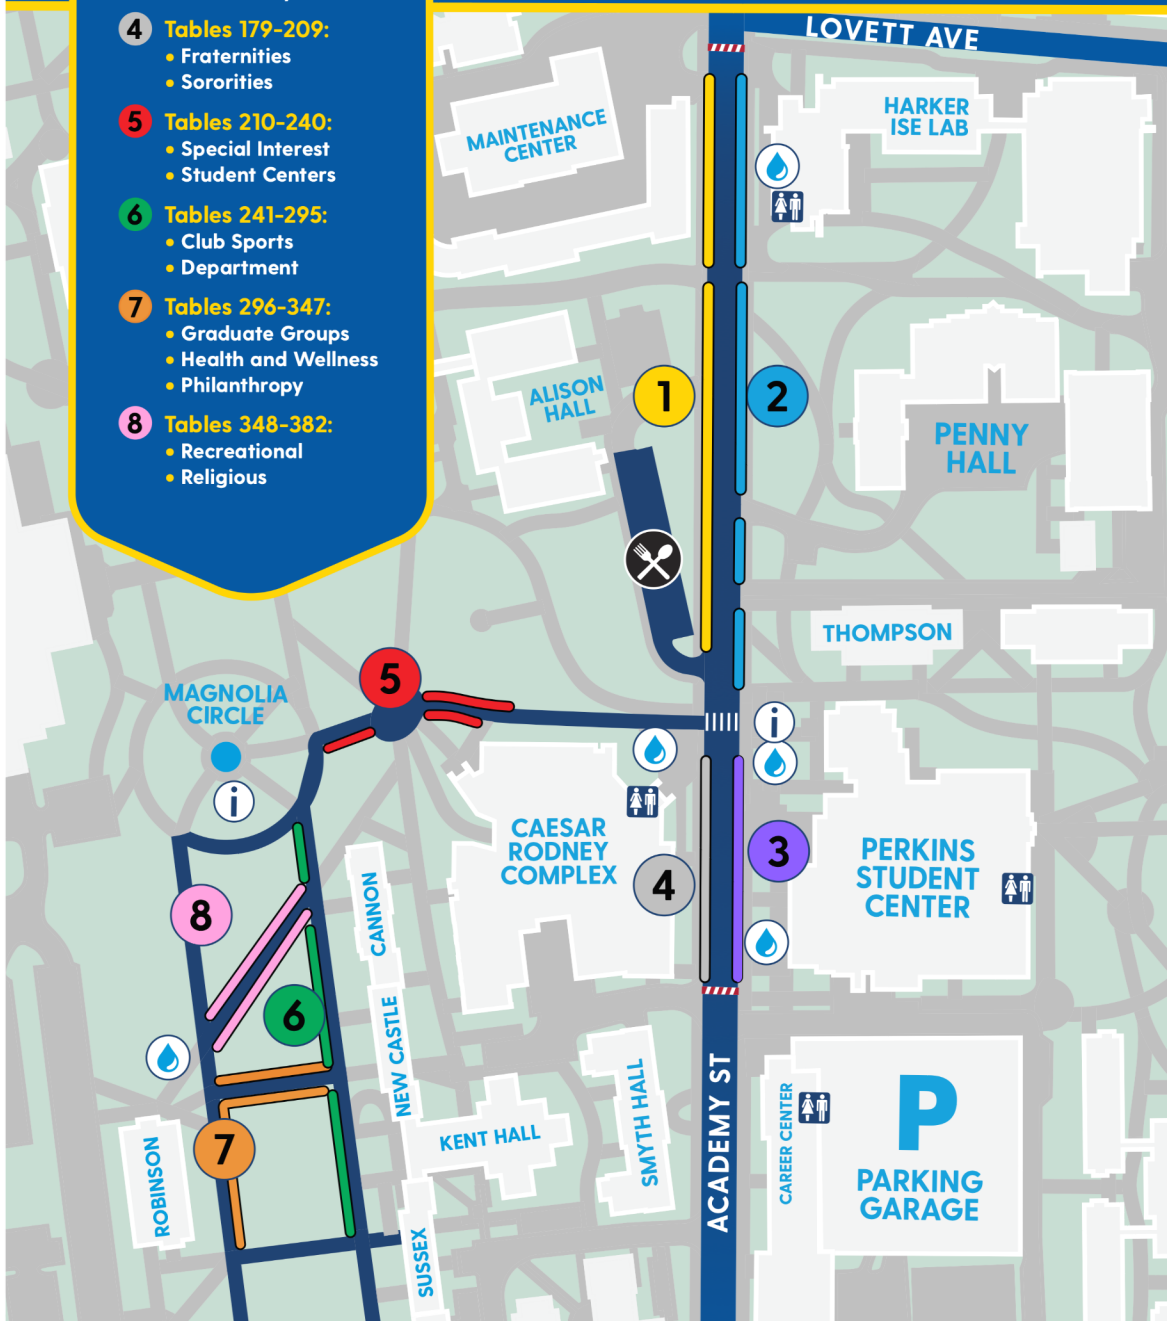 4 Tables 179-209:
• Fraternities
• Sororities
5 Tables 210-240:
• Special Interest
• Student Centers
6 Tables 241-295:
• Club Sports
• Department
7 Tables 296-347:
• Graduate Groups
• Health and Wellness
• Philanthropy
8 Tables 348-382:
• Recreational
• Religious
LOVETT AVE
MAINTENANCE
CENTER
HARKER
ISE LAB
ALISON
HALL
1
2
PENNY
HALL
THOMPSON
5
MAGNOLIA
CIRCLE
i
i
CAESAR
RODNEY
COMPLEX
4
3
PERKINS
STUDENT
CENTER
8
CANNON
6
NEW CASTLE
7
ROBINSON
KENT HALL
SMYTH HALL
SUSSEX
ACADEMY ST
CAREER CENTER
P
PARKING
GARAGE